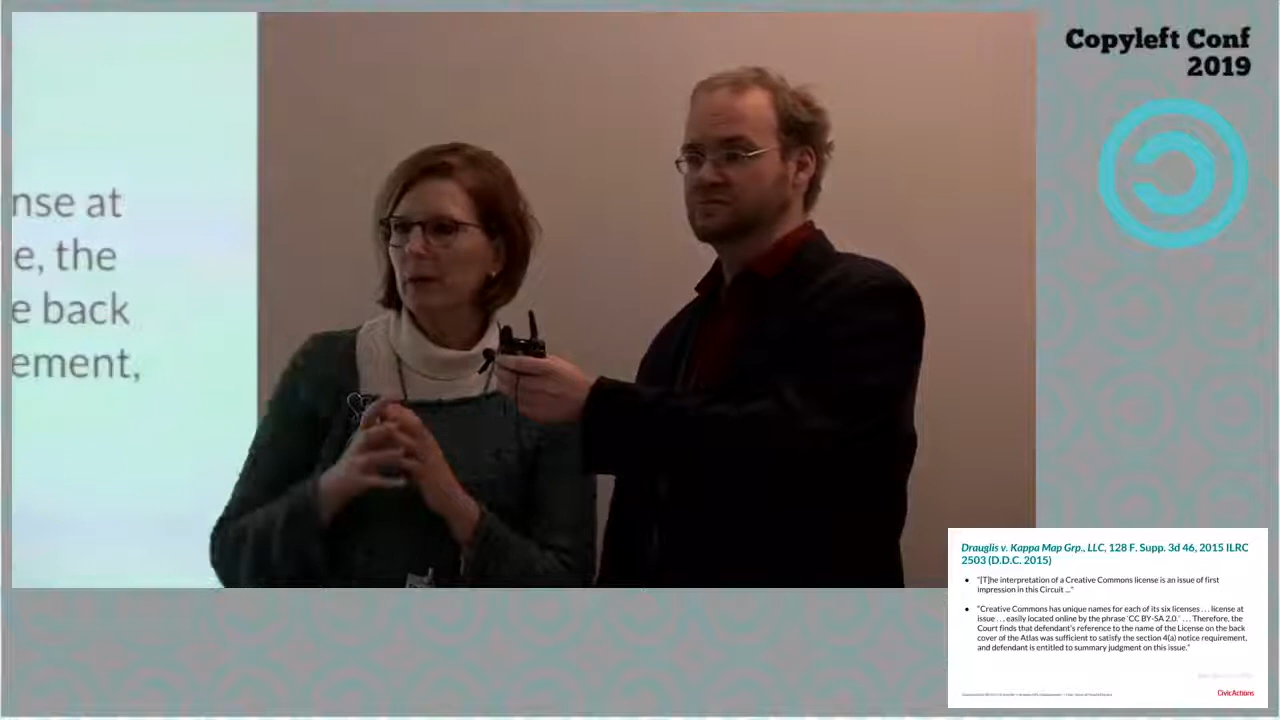 Copyleft Conf
2019
nse at
e, the
e back
ement,
Drauglis v. Kappa Map Grp., LLC, 128 F. Supp. 3d 46, 2015 ILRC
2503 (D.D.C. 2015)
● "[T]he interpretation of a Creative Commons license is an issue of first
impression in this Circuit ..."
● "Creative Commons has unique names for each of its six licenses . . . license at
issue . . . easily located online by the phrase 'CC BY-SA 2.0.' . . . Therefore, the
Court finds that defendant's reference to the name of the License on the back
cover of the Atlas was sufficient to satisfy the section 4(a) notice requirement,
and defendant is entitled to summary judgment on this issue."
CivicActions